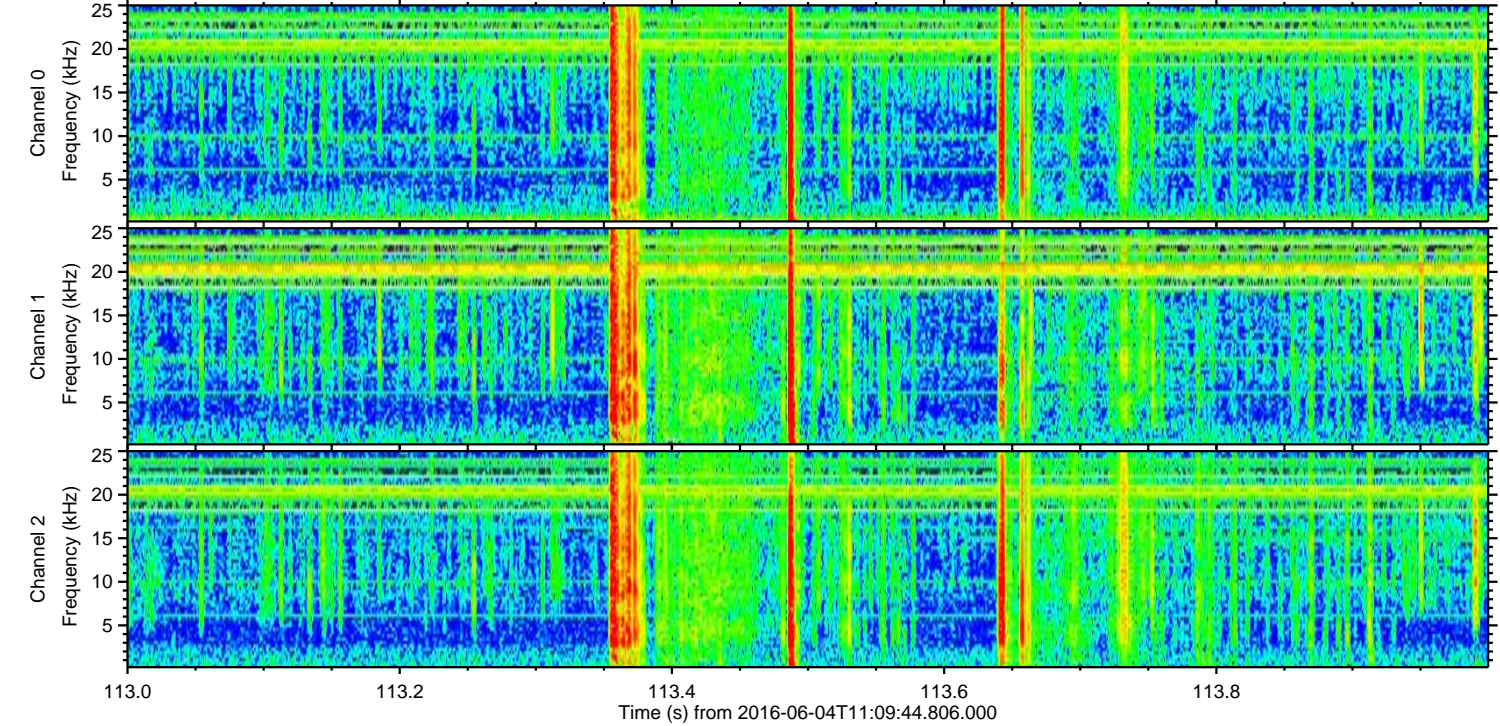 25
20
15
10
5
Channel 0
Frequency (kHz)
25
20
15
10
5
Channel 1
Frequency (kHz)
25
20
15
10
5
Channel 2
Frequency (kHz)
113.0 113.2 113.4 113.6 113.8
Time (s) from 2016-06-04T11:09:44.806.000